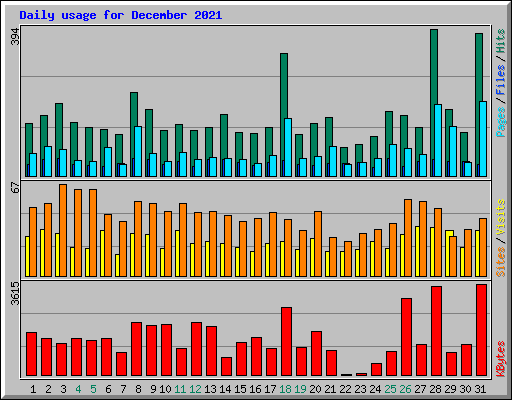 Daily usage for December 2021
394
Pages / Files / Hits
67
Sites / Visits
3615
KBytes
1 2 3 4 5 6 7 8 9 10 11 12 13 14 15 16 17 18 19 20 21 22 23 24 25 26 27 28 29 30 31